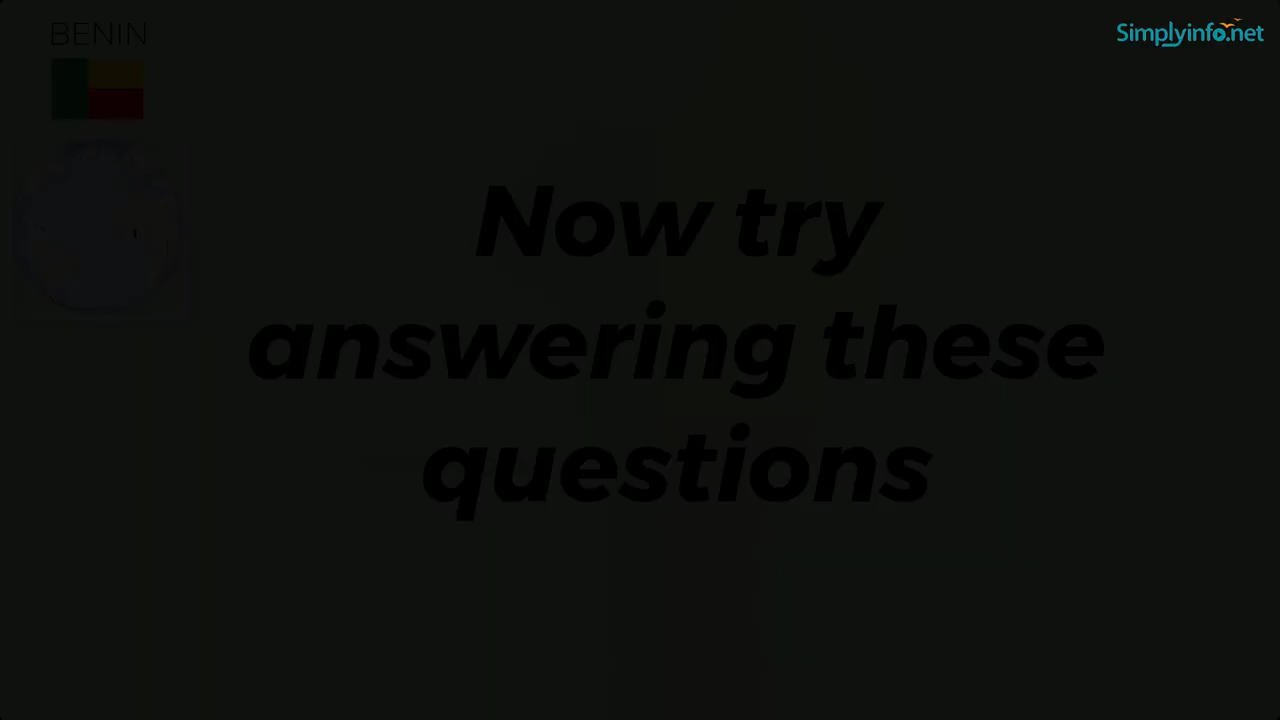 BENIN
Simplyinfo.net
Now try
answering these
questions